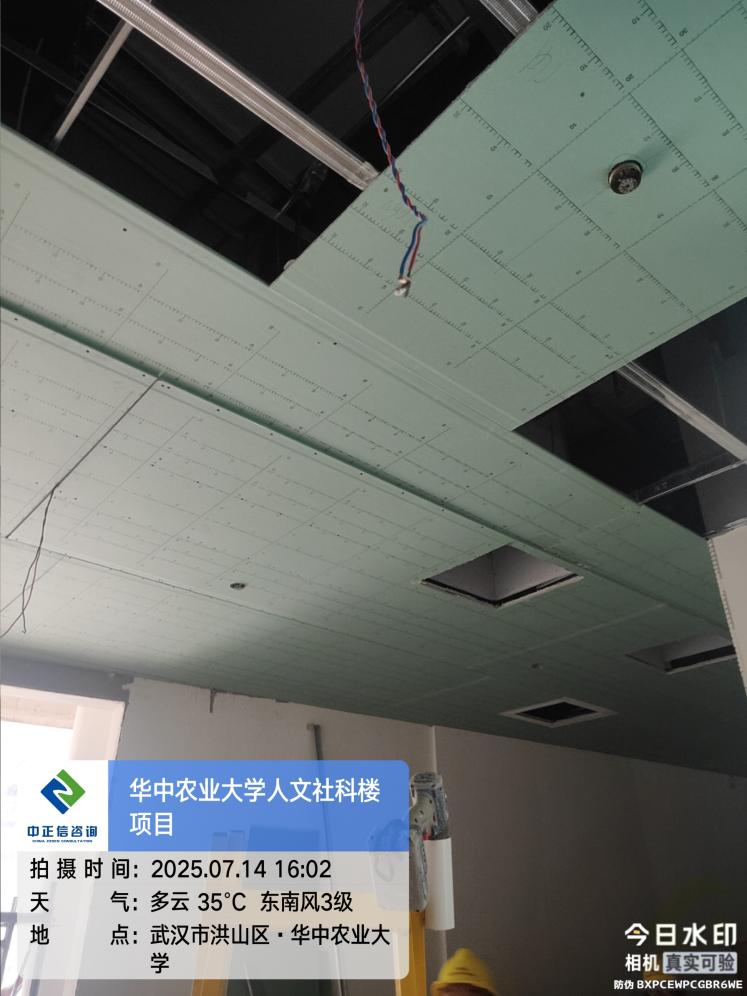 中正信咨询
CHINA ZEXIN CONSULTATION
华中农业大学人文社科楼
项目
拍摄时间：2025.07.14 16:02
天气：多云 35℃ 东南风3级
地点：武汉市洪山区·华中农业大
学
今日水印
相机 真实可验
防伪 BXPCEWPCGBR6WE